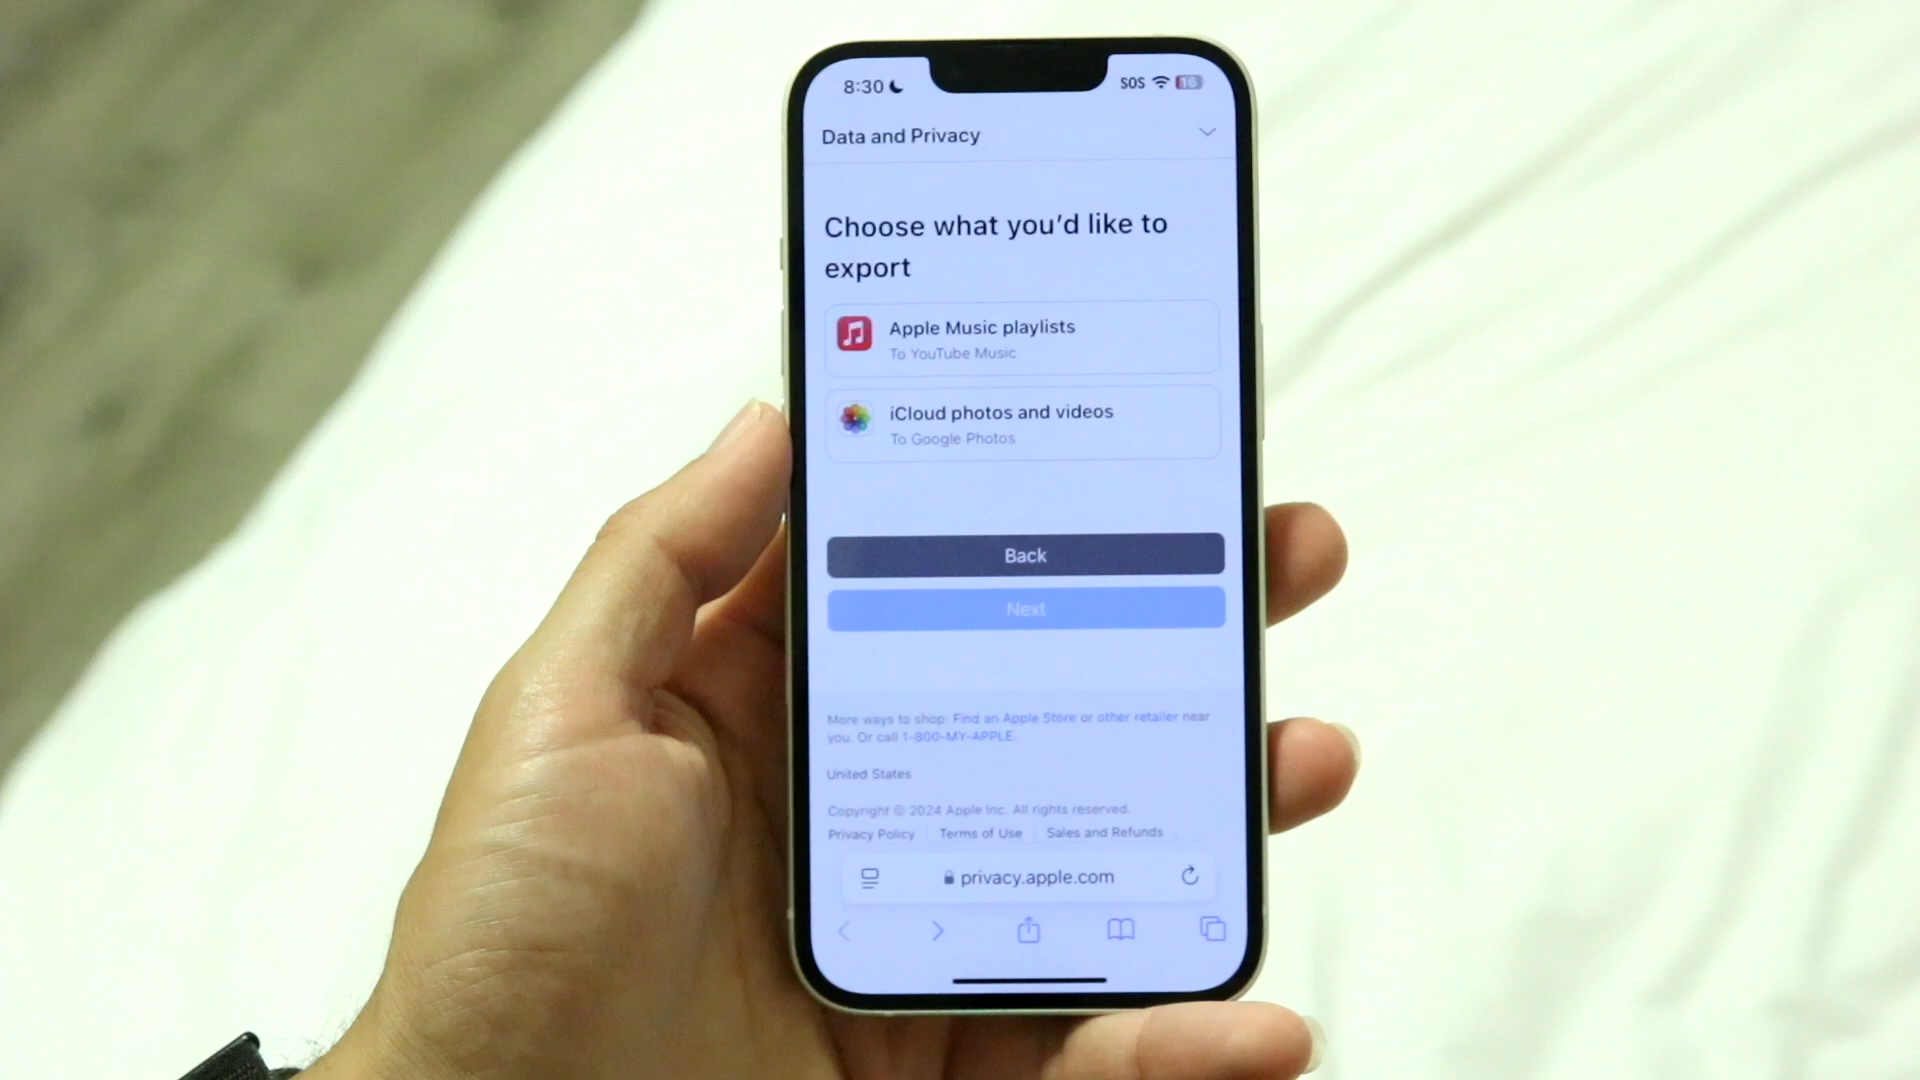 8:30
SOS
16
Data and Privacy
Choose what you'd like to
export
Apple Music playlists
To YouTube Music
iCloud photos and videos
To Google Photos
Back
Next
More ways to shop: Find an Apple Store or other retailer near
you. Or call 1-800-MY-APPLE.
United States
Copyright © 2024 Apple Inc. All rights reserved.
Privacy Policy
Terms of Use
Sales and Refunds
privacy.apple.com